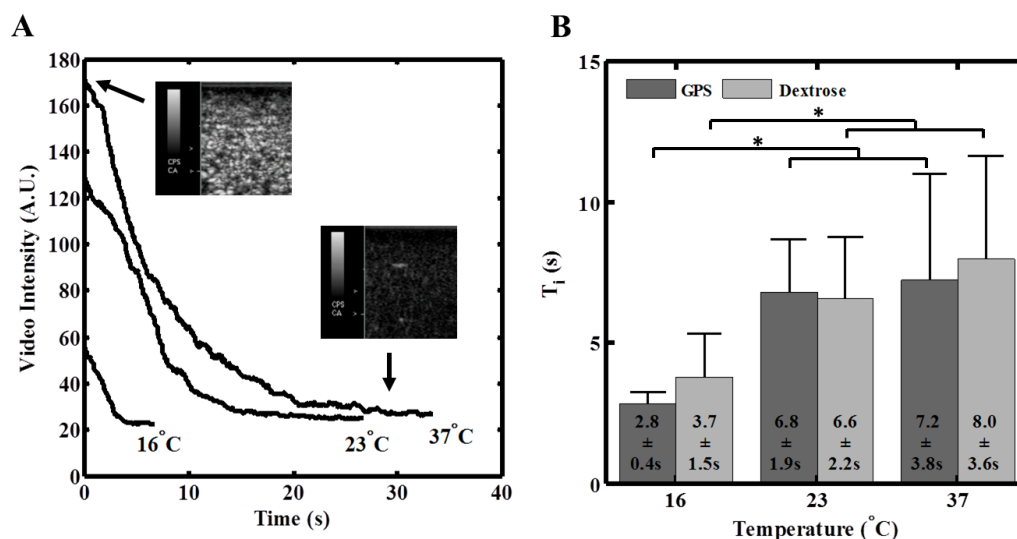 A
B
Video Intensity (A.U.)
180
160
140
120
100
80
60
40
20
0
CPS
CA
CPS
CA
16°C
23°C
37°C
0
10
20
30
40
Time (s)
Ti (s)
15
10
5
0
GPS
Dextrose
*
*
2.8
±
0.4s
3.7
±
1.5s
6.8
±
1.9s
6.6
±
2.2s
7.2
±
3.8s
8.0
±
3.6s
16
23
37
Temperature (°C)